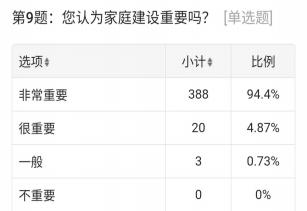 第9题：您认为家庭建设重要吗？ [单选题]
选项 小计 比例
非常重要 388 94.4%
很重要 20 4.87%
一般 3 0.73%
不重要 0 0%